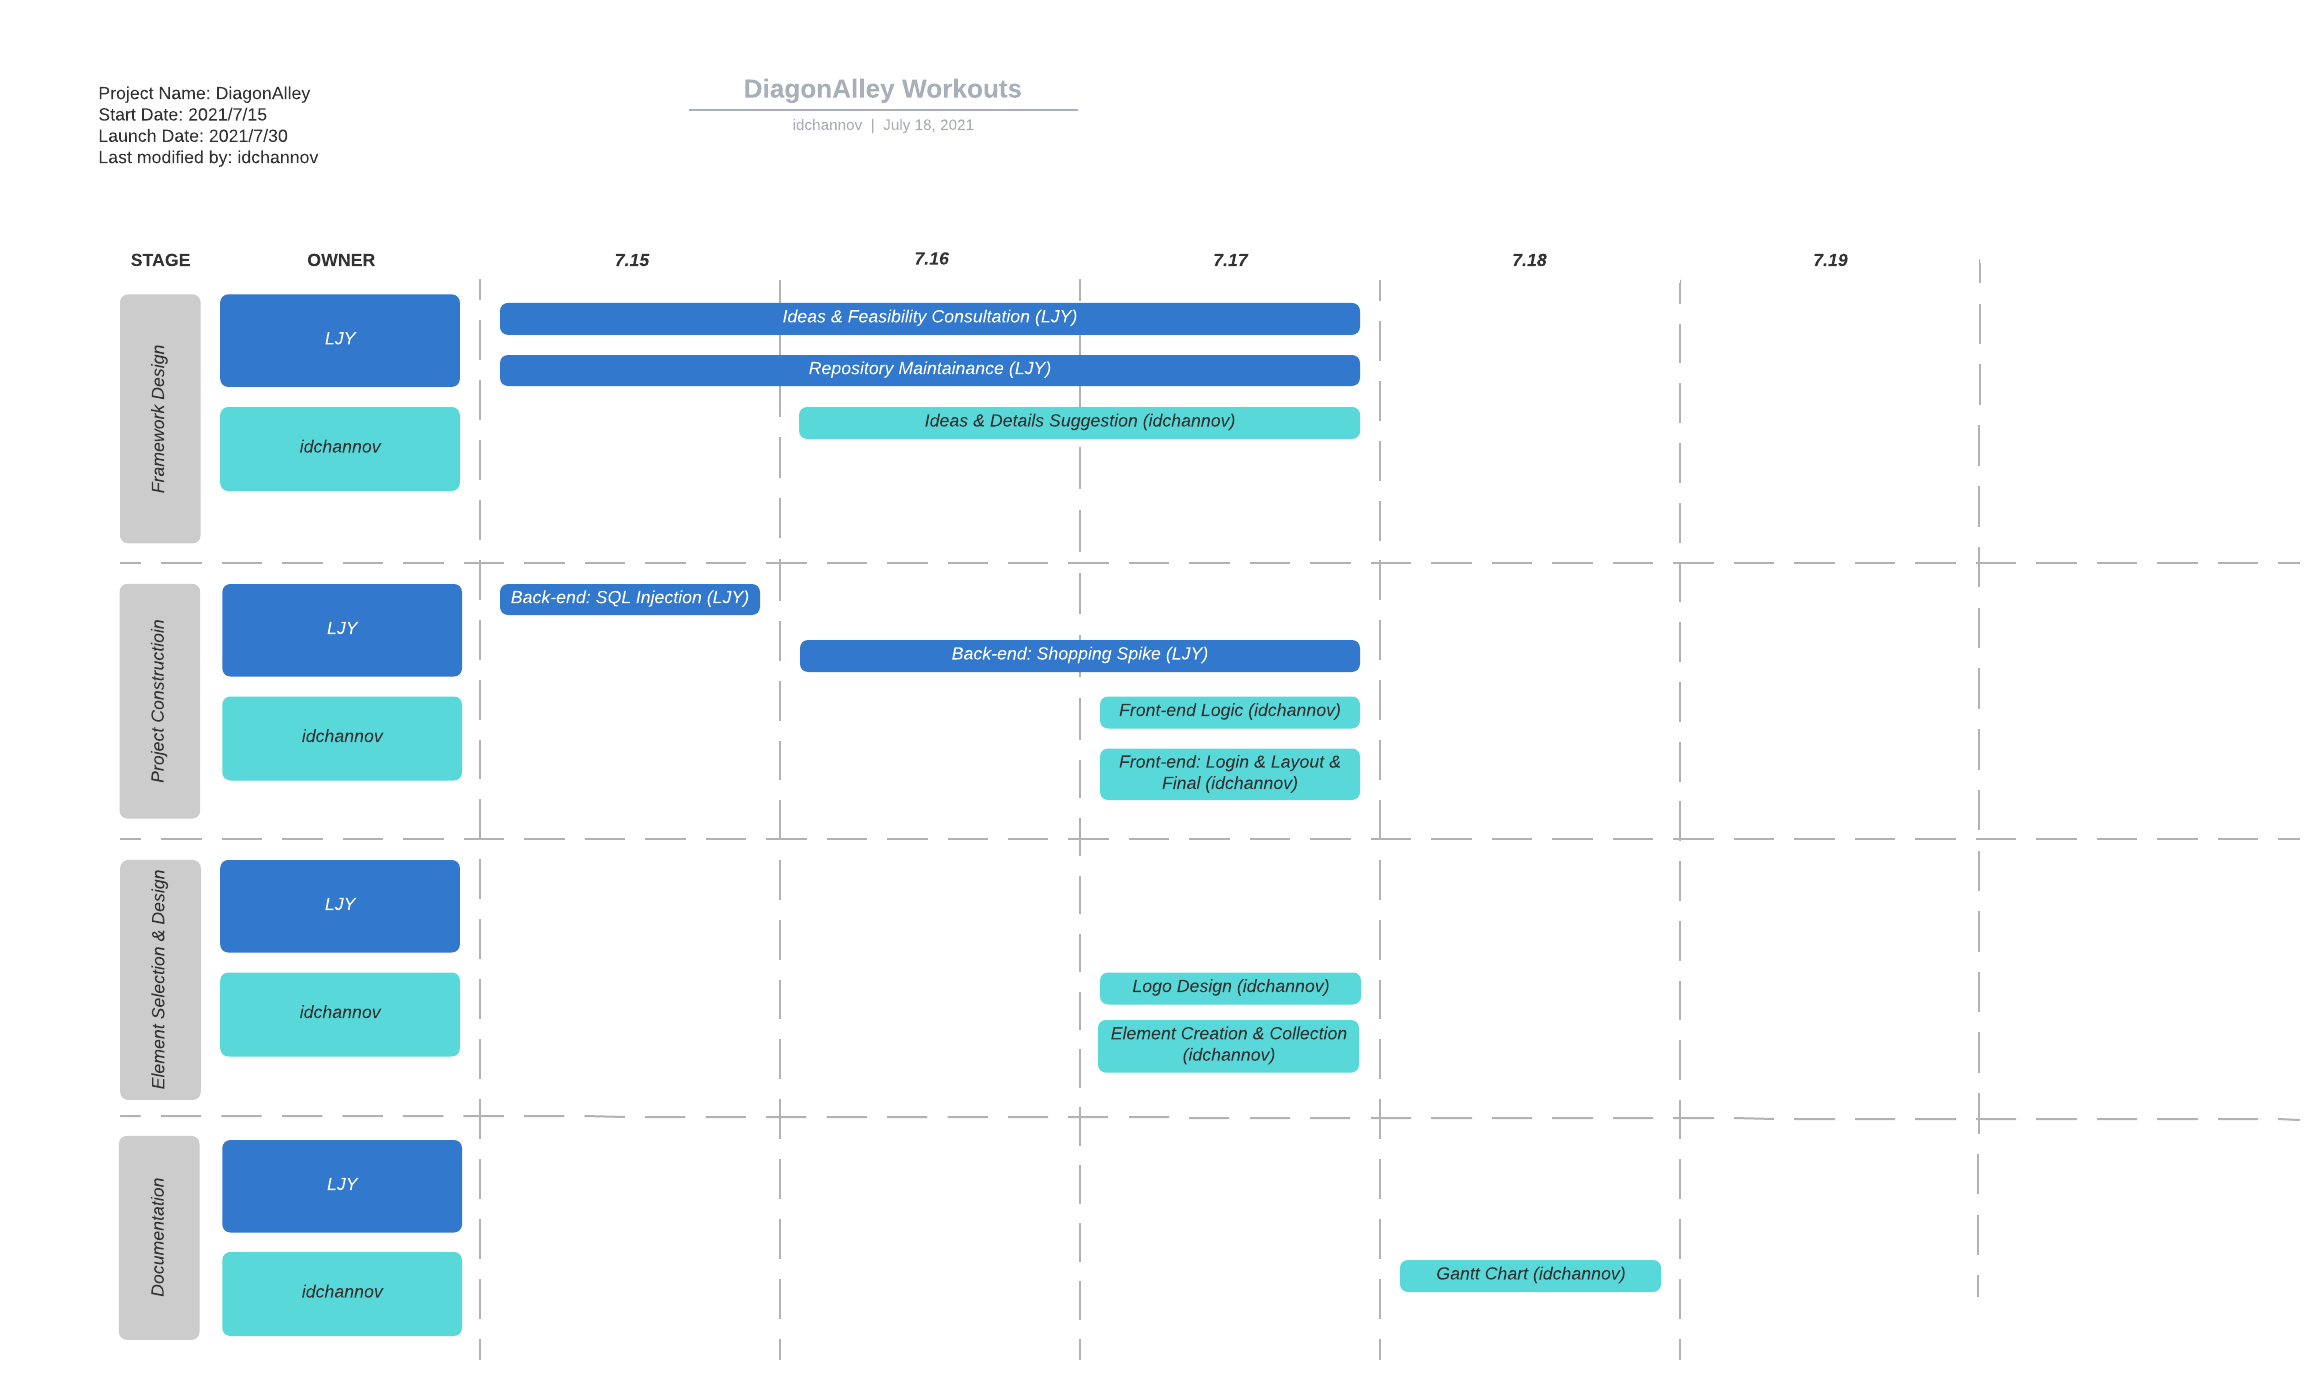 Project Name: DiagonAlley
Start Date: 2021/7/15
Launch Date: 2021/7/30
Last modified by: idchannov
DiagonAlley Workouts
idchannov | July 18, 2021
STAGE
OWNER
7.15
7.16
7.17
7.18
7.19
Framework Design
LJY
Ideas & Feasibility Consultation (LJY)
Repository Maintainance (LJY)
idchannov
Ideas & Details Suggestion (idchannov)
Project Constructioin
LJY
Back-end: SQL Injection (LJY)
Back-end: Shopping Spike (LJY)
idchannov
Front-end Logic (idchannov)
Front-end: Login & Layout &
Final (idchannov)
Element Selection & Design
LJY
idchannov
Logo Design (idchannov)
Element Creation & Collection
(idchannov)
Documentation
LJY
idchannov
Gantt Chart (idchannov)